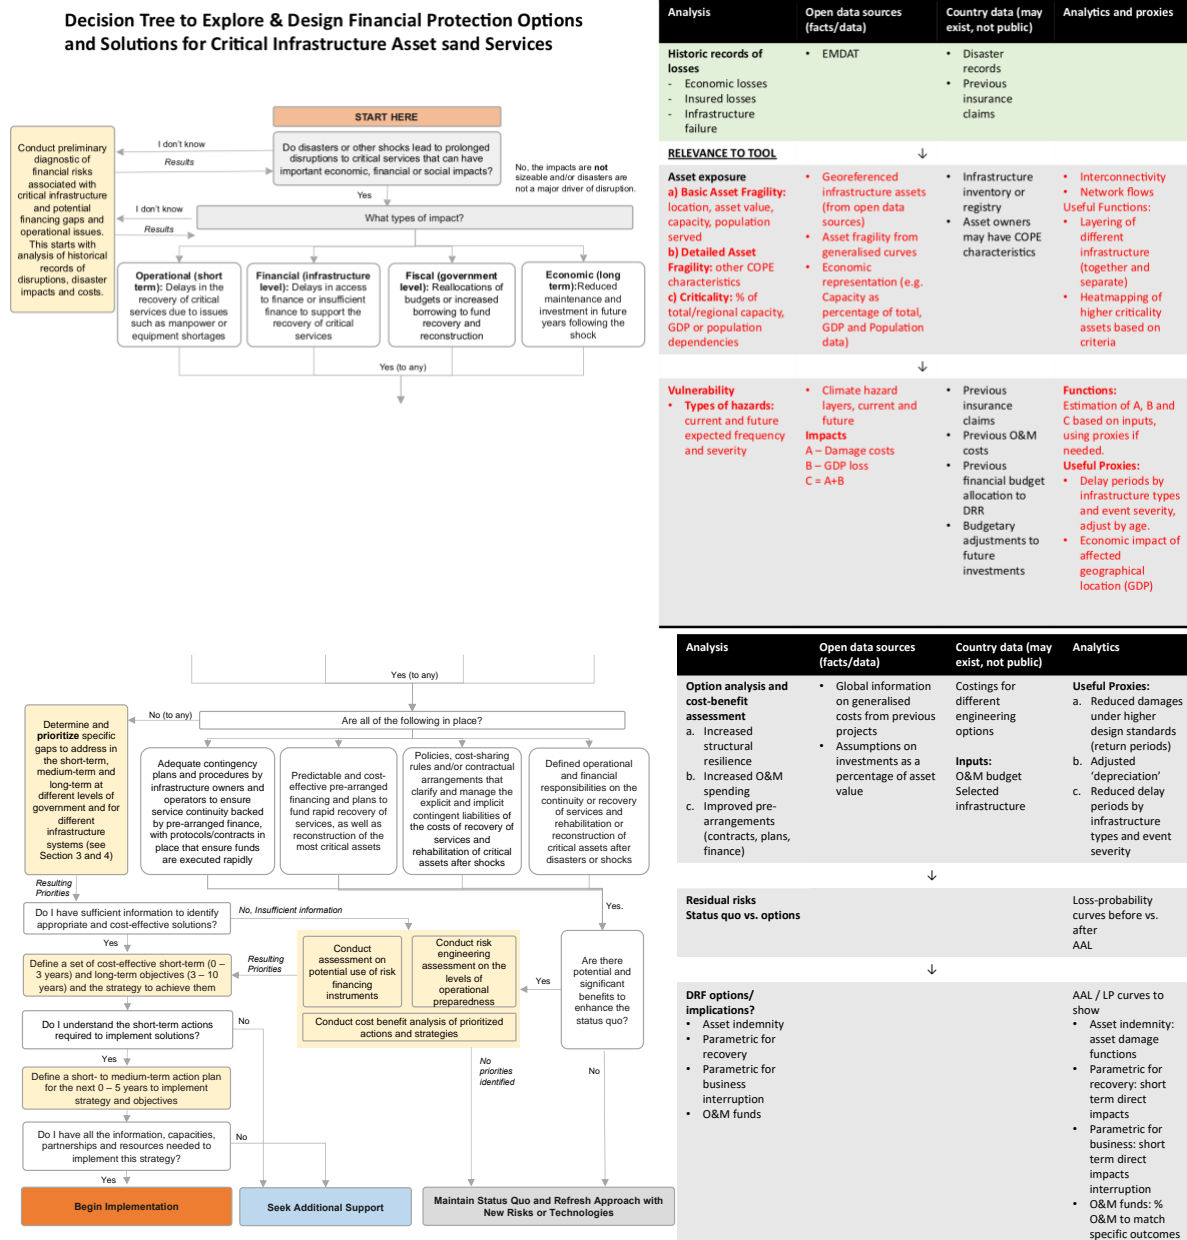 Decision Tree to Explore & Design Financial Protection Options
and Solutions for Critical Infrastructure Asset sand Services
START HERE
Conduct preliminary
diagnostic of
financial risks
associated with
critical infrastructure
and potential
financing gaps and
operational issues.
This starts with
analysis of historical
records of
disruptions, disaster
impacts and costs.
I don't know
Results
Do disasters or other shocks lead to prolonged
disruptions to critical services that can have
important economic, financial or social impacts?
No, the impacts are not
sizeable and/or disasters are
not a major driver of disruption.
Yes
I don't know
Results
What types of impact?
Operational (short
term): Delays in the
recovery of critical
services due to issues
such as manpower or
equipment shortages
Financial (infrastructure
level): Delays in access
to finance or insufficient
finance to support the
recovery of critical
services
Fiscal (government
level): Reallocations of
budgets or increased
borrowing to fund
recovery and
reconstruction
Economic (long
term):Reduced
maintenance and
investment in future
years following the
shock
Yes (to any)
Analysis
Open data sources
(facts/data)
Country data (may
exist, not public)
Analytics and proxies
Historic records of
losses
- Economic losses
- Insured losses
- Infrastructure
failure
• EMDAT
• Disaster
records
• Previous
insurance
claims
RELEVANCE TO TOOL
↓
Asset exposure
a) Basic Asset Fragility:
location, asset value,
capacity, population
served
b) Detailed Asset
Fragility: other COPE
characteristics
c) Criticality: % of
total/regional capacity,
GDP or population
dependencies
• Georeferenced
infrastructure assets
(from open data
sources)
• Asset fragility from
generalised curves
• Economic
representation (e.g.
Capacity as
percentage of total,
GDP and Population
data)
• Infrastructure
inventory or
registry
• Asset owners
may have COPE
characteristics
• Interconnectivity
• Network flows
Useful Functions:
• Layering of
different
infrastructure
(together and
separate)
• Heatmapping of
higher criticality
assets based on
criteria
↓
Vulnerability
• Types of hazards:
current and future
expected frequency
and severity
• Climate hazard
layers, current and
future
Impacts
A – Damage costs
B – GDP loss
C = A+B
• Previous
insurance
claims
• Previous O&M
costs
• Previous
financial budget
allocation to
DRR
• Budgetary
adjustments to
future
investments
Functions:
Estimation of A, B and
C based on inputs,
using proxies if
needed.
Useful Proxies:
• Delay periods by
infrastructure types
and event severity,
adjust by age.
• Economic impact of
affected
geographical
location (GDP)
Yes (to any)
No (to any)
Are all of the following in place?
Determine and
prioritize specific
gaps to address in
the short-term,
medium-term and
long-term at
different levels of
government and for
different
infrastructure
systems (see
Section 3 and 4)
Adequate contingency
plans and procedures by
infrastructure owners and
operators to ensure
service continuity backed
by pre-arranged finance,
with protocols/contracts in
place that ensure funds
are executed rapidly
Predictable and cost-
effective pre-arranged
financing and plans to
fund rapid recovery of
services, as well as
reconstruction of the
most critical assets
Policies, cost-sharing
rules and/or contractual
arrangements that
clarify and manage the
explicit and implicit
contingent liabilities of
the costs of recovery of
services and
rehabilitation of critical
assets after shocks
Defined operational
and financial
responsibilities on the
continuity or recovery
of services and
rehabilitation or
reconstruction of
critical assets after
disasters or shocks
Resulting
Priorities
Do I have sufficient information to identify
appropriate and cost-effective solutions?
No, Insufficient information
Yes.
Yes
Define a set of cost-effective short-term (0 –
3 years) and long-term objectives (3 – 10
years) and the strategy to achieve them
Resulting
Priorities
Conduct
assessment on
potential use of risk
financing
instruments
Conduct risk
engineering
assessment on the
levels of
operational
preparedness
Conduct cost benefit analysis of prioritized
actions and strategies
Yes
Are there
potential and
significant
benefits to
enhance the
status quo?
Do I understand the short-term actions
required to implement solutions?
No
Yes
Define a short- to medium-term action plan
for the next 0 – 5 years to implement
strategy and objectives
No
priorities
identified
No
Do I have all the information, capacities,
partnerships and resources needed to
implement this strategy?
No
Yes
Begin Implementation
Seek Additional Support
Maintain Status Quo and Refresh Approach with
New Risks or Technologies
Analysis
Open data sources
(facts/data)
Country data (may
exist, not public)
Analytics
Option analysis and
cost-benefit
assessment
a. Increased
structural
resilience
b. Increased O&M
spending
c. Improved pre-
arrangements
(contracts, plans,
finance)
• Global information
on generalised
costs from previous
projects
• Assumptions on
investments as a
percentage of asset
value
Costings for
different
engineering
options
Inputs:
O&M budget
Selected
infrastructure
Useful Proxies:
a. Reduced damages
under higher
design standards
(return periods)
b. Adjusted
'depreciation'
c. Reduced delay
periods by
infrastructure
types and event
severity
↓
Residual risks
Status quo vs. options
Loss-probability
curves before vs.
after
AAL
↓
DRF options/
implications?
• Asset indemnity
• Parametric for
recovery
• Parametric for
business
interruption
• O&M funds
AAL / LP curves to
show
• Asset indemnity:
asset damage
functions
• Parametric for
recovery: short
term direct
impacts
• Parametric for
business: short
term direct
impacts
interruption
• O&M funds: %
O&M to match
specific outcomes